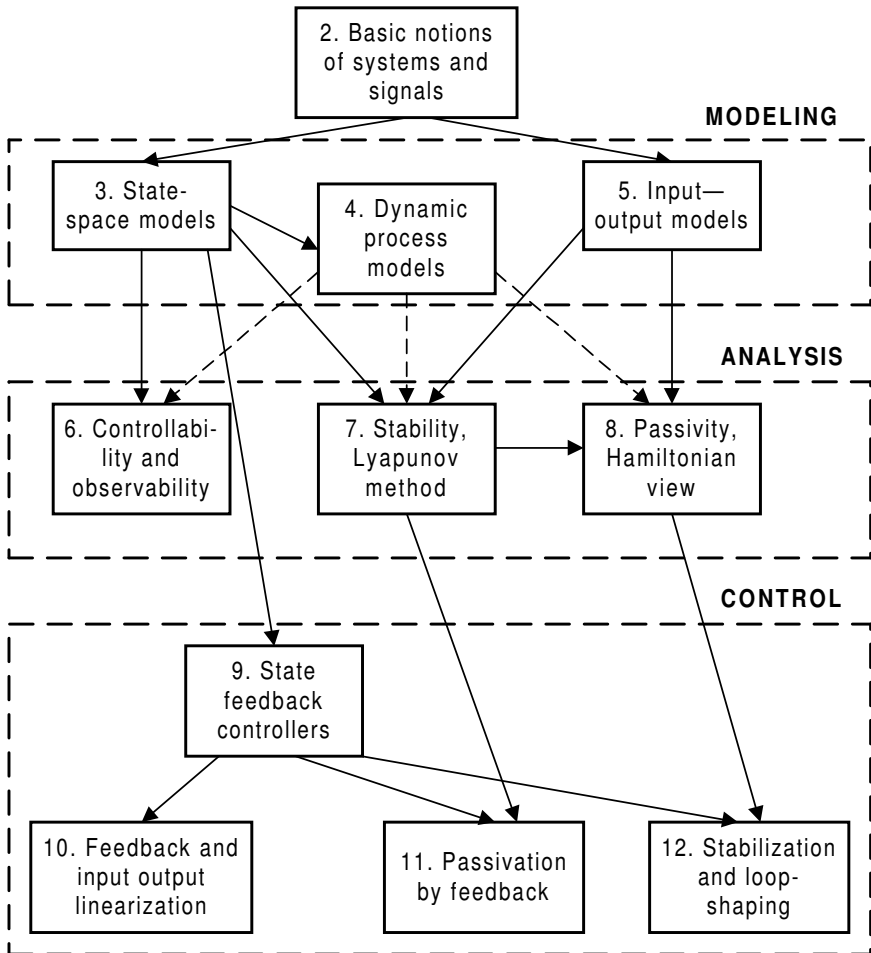 2. Basic notions
of systems and
signals
MODELING
3. State-
space models
4. Dynamic
process
models
5. Input—
output models
ANALYSIS
6. Controllabi-
lity and
observability
7. Stability,
Lyapunov
method
8. Passivity,
Hamiltonian
view
CONTROL
9. State
feedback
controllers
10. Feedback and
input output
linearization
11. Passivation
by feedback
12. Stabilization
and loop-
shaping